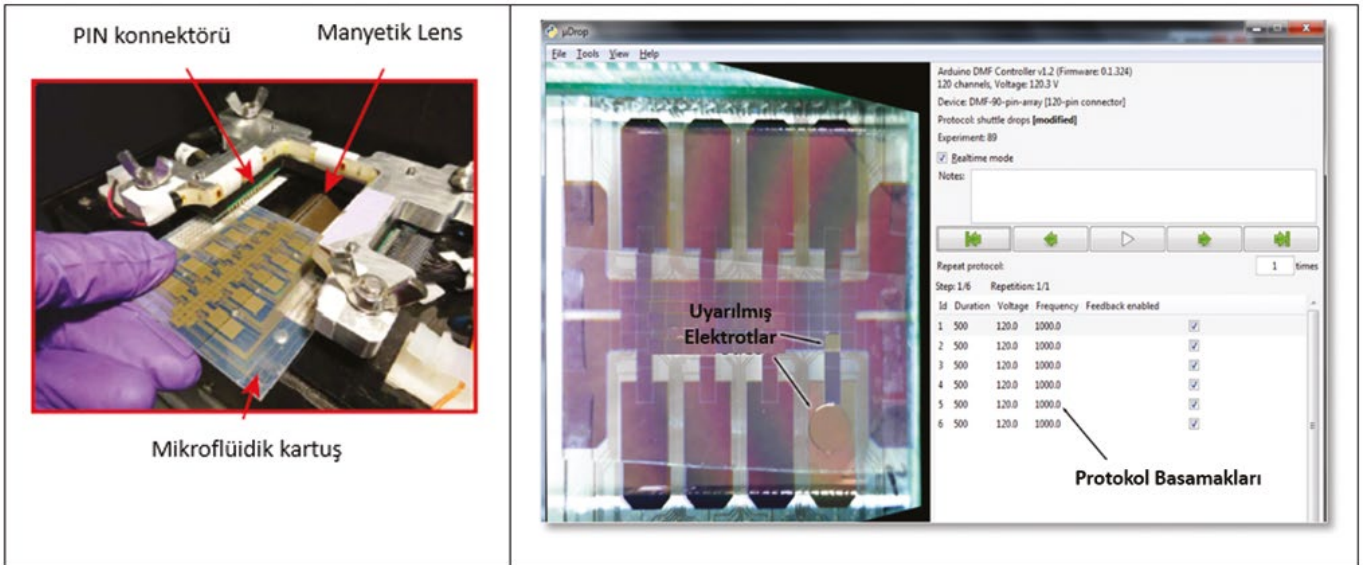 PIN konnektörü
Manyetik Lens
Mikroflüidik kartuş
µDrop
File Tools View Help
Arduino DMF Controller v1.2 (Firmware: 0.1.324)
120 channels, Voltage: 120.3 V
Device: DMF-90-pin-array [120-pin connector]
Protocol: shuttle drops [modified]
Experiment: 89
Realtime mode
Notes:
Repeat protocol: 1 times
Step: 1/6 Repetition: 1/1
Id Duration Voltage Frequency Feedback enabled
1 500 120.0 1000.0
2 500 120.0 1000.0
3 500 120.0 1000.0
4 500 120.0 1000.0
5 500 120.0 1000.0
6 500 120.0 1000.0
Uyarılmış
Elektrotlar
Protokol Basamakları